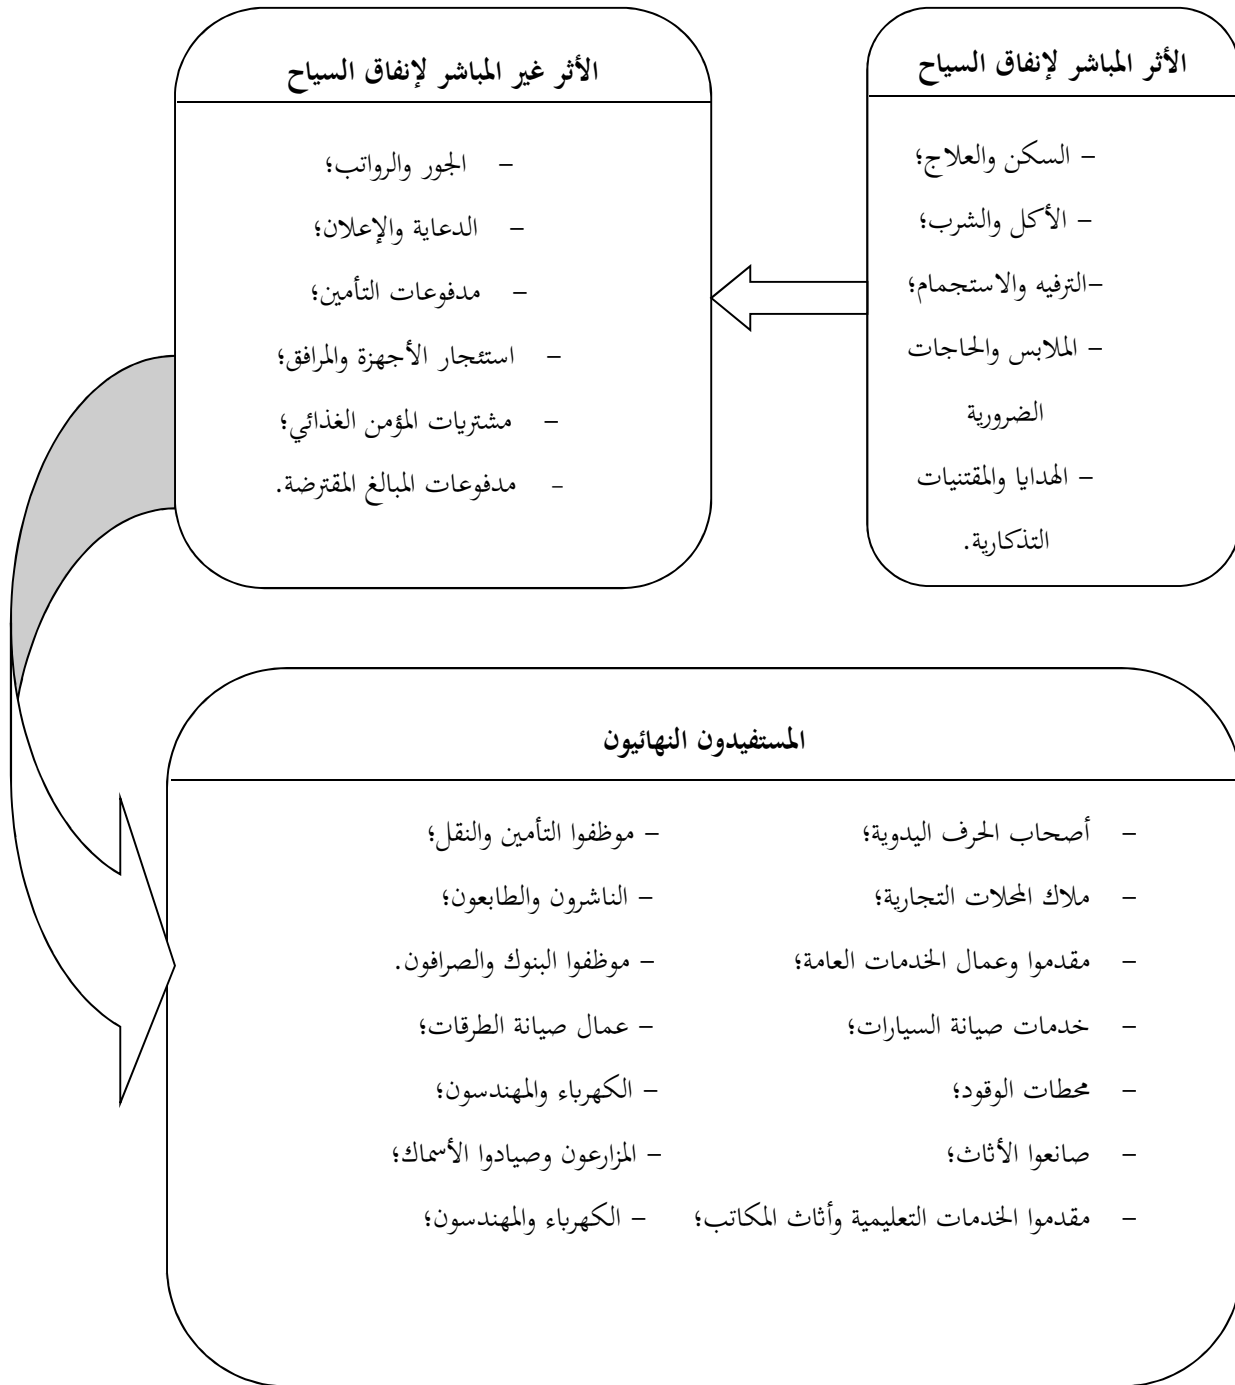 الأثر المباشر لإنفاق السياح
– السكن والعلاج؛
– الأكل والشرب؛
–الترفيه والاستجمام؛
– الملابس والحاجات
الضرورية
– الهدايا والمقتنيات
التذكارية.
الأثر غير المباشر لإنفاق السياح
– الجور والرواتب؛
– الدعاية والإعلان؛
– مدفوعات التأمين؛
– استئجار الأجهزة والمرافق؛
– مشتريات المؤمن الغذائي؛
- مدفوعات المبالغ المقترضة.
المستفيدون النهائيون
– أصحاب الحرف اليدوية؛
– ملاك المحلات التجارية؛
– مقدموا وعمال الخدمات العامة؛
– خدمات صيانة السيارات؛
– محطات الوقود؛
– صانعوا الأثاث؛
– مقدموا الخدمات التعليمية وأثاث المكاتب؛
– موظفوا التأمين والنقل؛
– الناشرون والطابعون؛
– موظفوا البنوك والصرافون.
– عمال صيانة الطرقات؛
– الكهرباء والمهندسون؛
– المزارعون وصيادوا الأسماك؛
– الكهرباء والمهندسون؛